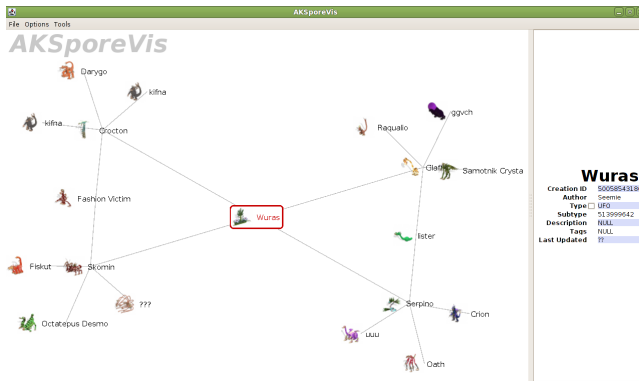 AKSporeVis
File Options Tools
AKSporeVis
Darygo
kifna
kifna
Crocton
ggvch
Raqualio
Samotnik Crysta
Fashion Victim
Wuras
lister
Fiskut
Skomin
???
Octatepus Desmo
Serpino
Crion
uuu
Oath
Wuras
Creation ID
Author Seemie
Type UFO
Subtype 513999642
Description NULL
Tags NULL
Last Updated ??